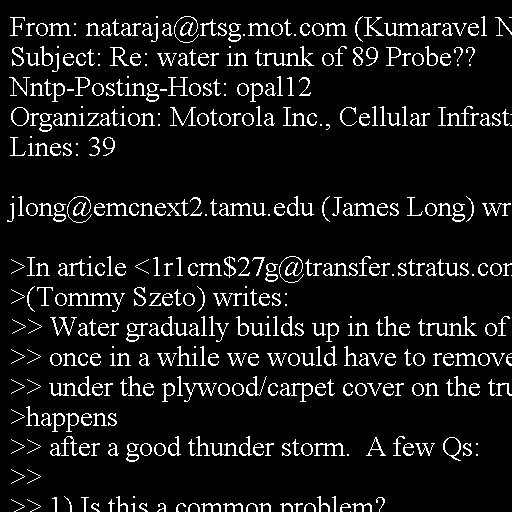 From: nataraja@rtsg.mot.com (Kumaravel N
Subject: Re: water in trunk of 89 Probe??
Nntp-Posting-Host: opal12
Organization: Motorola Inc., Cellular Infrast
Lines: 39

jlong@emcnext2.tamu.edu (James Long) wr

>In article <1r1crn$27g@transfer.stratus.com
>(Tommy Szeto) writes:
>> Water gradually builds up in the trunk of
>> once in a while we would have to remove
>> under the plywood/carpet cover on the tru
>happens
>> after a good thunder storm.  A few Qs:
>>
>> 1) Is this a common problem?